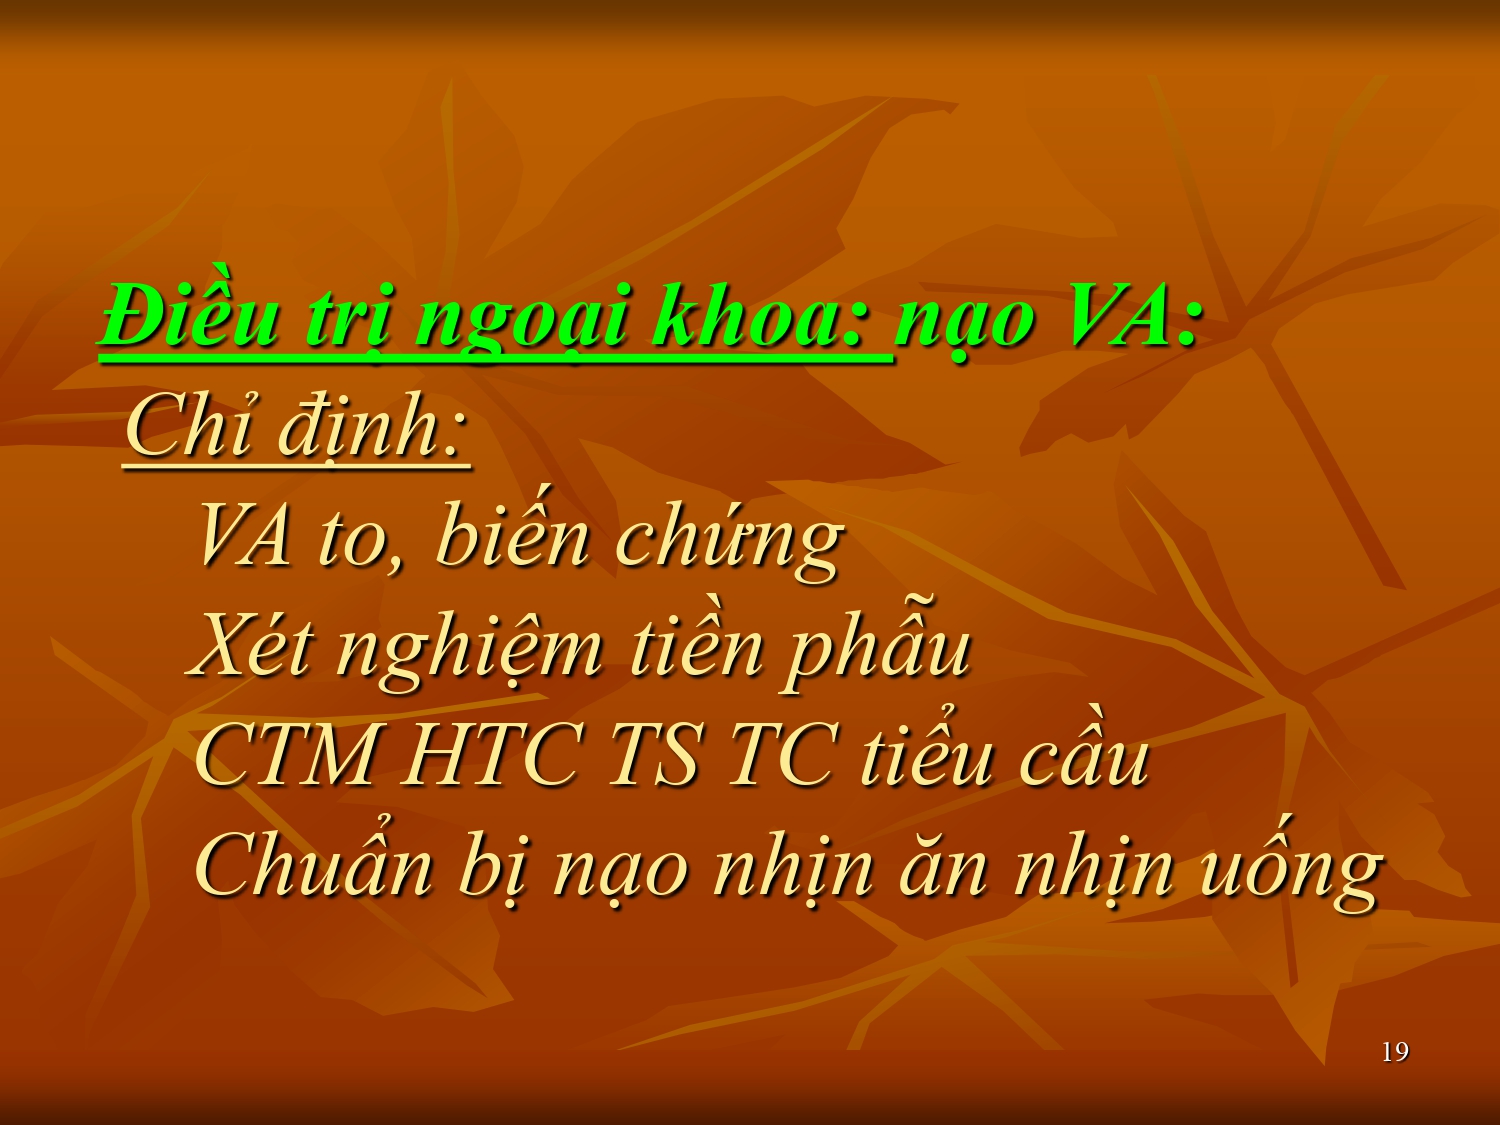 Điều trị ngoại khoa: nạo VA:
Chỉ định:
VA to, biến chứng
Xét nghiệm tiền phẫu
CTM HTC TS TC tiểu cầu
Chuẩn bị nạo nhịn ăn nhịn uống
19